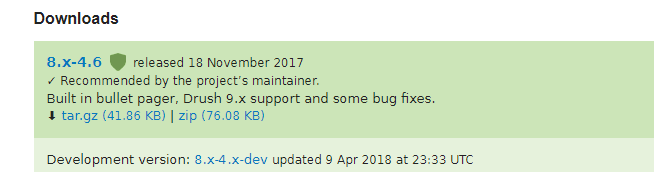 Downloads
8.x-4.6 released 18 November 2017
✓ Recommended by the project's maintainer.
Built in bullet pager, Drush 9.x support and some bug fixes.
⬇ tar.gz (41.86 KB) | zip (76.08 KB)
Development version: 8.x-4.x-dev updated 9 Apr 2018 at 23:33 UTC